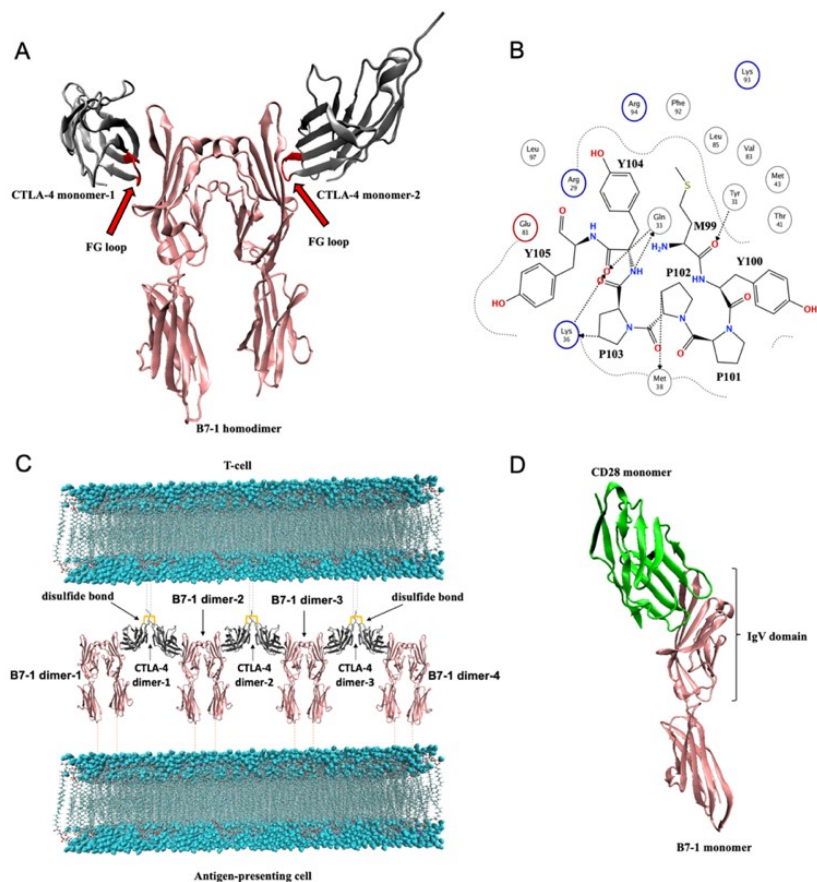 A
CTLA-4 monomer-1
CTLA-4 monomer-2
FG loop
FG loop
B7-1 homodimer
B
Lys
93
Arg
94
Phe
92
Leu
85
Val
83
Leu
97
Y104
HO
Arg
29
Met
43
S
Tyr
31
Gln
33
M99
Thr
41
Glu
81
O
NH
H₂N
O
Y105
N
H
O
O
NH
P102
NH
Y100
HO
O
OH
Lys
36
N
N
N
P103
O
O
P101
Met
38
C
T-cell
disulfide bond
B7-1 dimer-2
B7-1 dimer-3
disulfide bond
B7-1 dimer-1
CTLA-4
dimer-1
CTLA-4
dimer-2
CTLA-4
dimer-3
B7-1 dimer-4
Antigen-presenting cell
D
CD28 monomer
IgV domain
B7-1 monomer